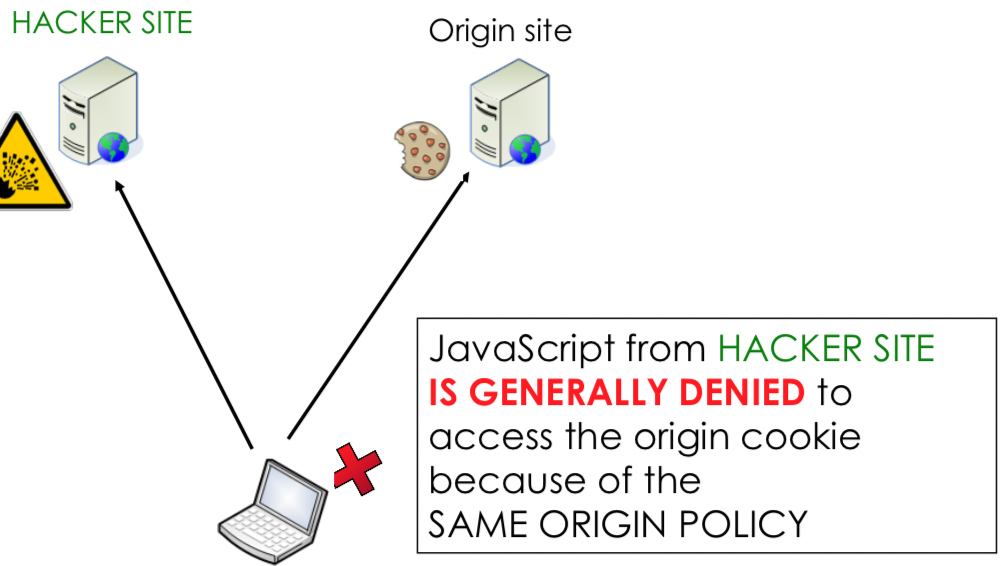 HACKER SITE
Origin site
JavaScript from HACKER SITE
IS GENERALLY DENIED to
access the origin cookie
because of the
SAME ORIGIN POLICY